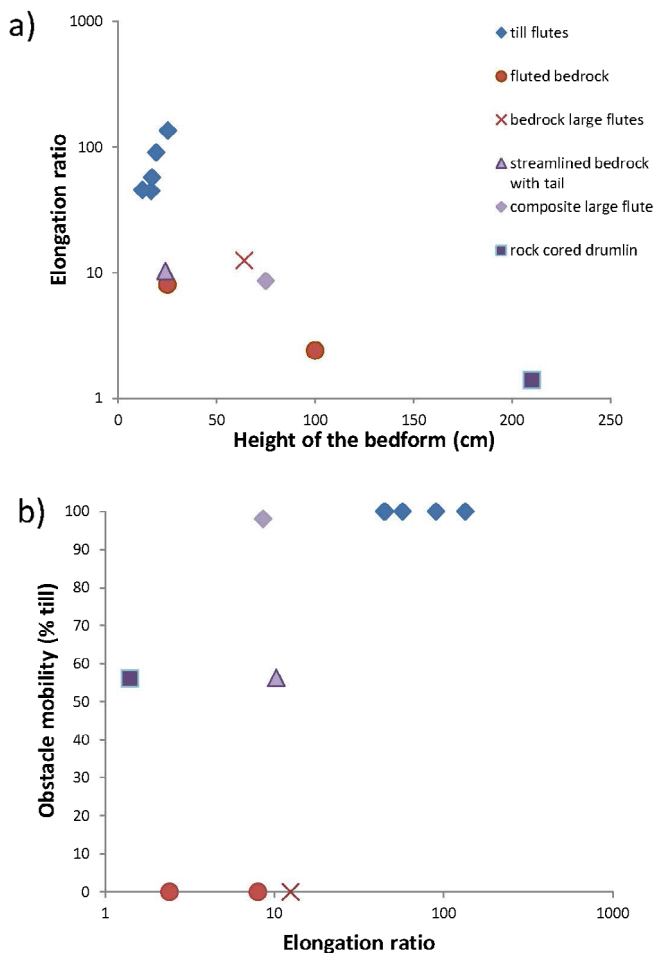 a)
1000
100
10
1
Elongation ratio
0
50
100
150
200
250
Height of the bedform (cm)
till flutes
fluted bedrock
bedrock large flutes
streamlined bedrock
with tail
composite large flute
rock cored drumlin
b)
100
90
80
70
60
50
40
30
20
10
0
Obstacle mobility (% till)
1
10
100
1000
Elongation ratio